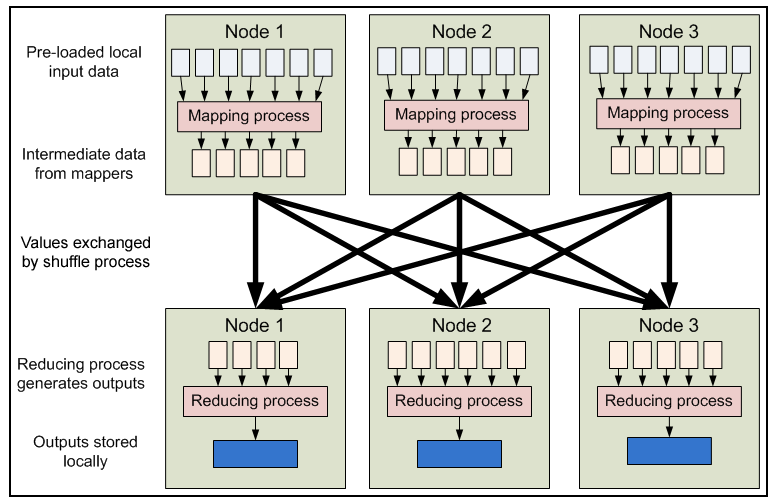 Node 1
Node 2
Node 3
Pre-loaded local
input data
Mapping process
Mapping process
Mapping process
Intermediate data
from mappers
Values exchanged
by shuffle process
Node 1
Node 2
Node 3
Reducing process
generates outputs
Reducing process
Reducing process
Reducing process
Outputs stored
locally